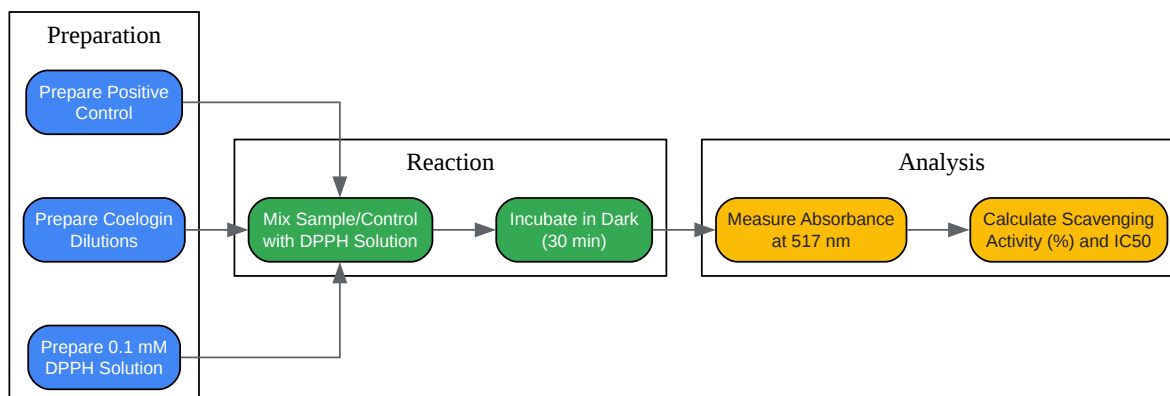 Preparation
Prepare Positive
Control
Prepare Coelogin
Dilutions
Prepare 0.1 mM
DPPH Solution
Reaction
Mix Sample/Control
with DPPH Solution
Incubate in Dark
(30 min)
Analysis
Measure Absorbance
at 517 nm
Calculate Scavenging
Activity (%) and IC50